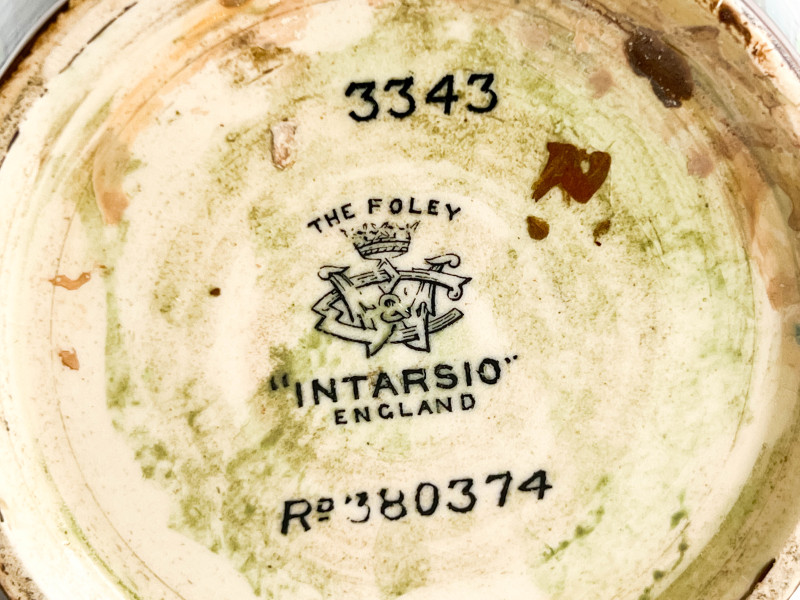 3343
THE FOLEY
"INTARSIO"
ENGLAND
Rᴰ 380374